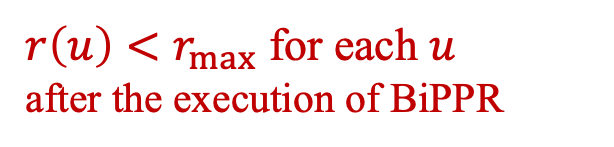 r(u) < r_max for each u
after the execution of BiPPR